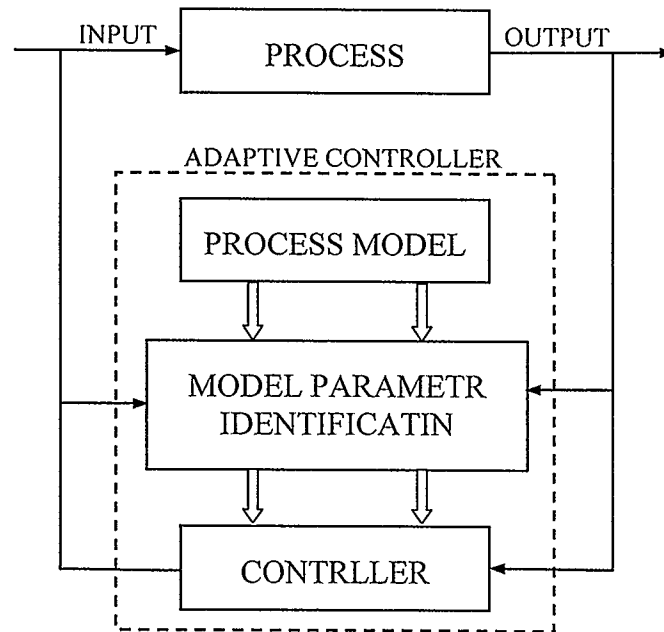 INPUT
PROCESS
OUTPUT
ADAPTIVE CONTROLLER
PROCESS MODEL
MODEL PARAMETR
IDENTIFICATIN
CONTRLLER